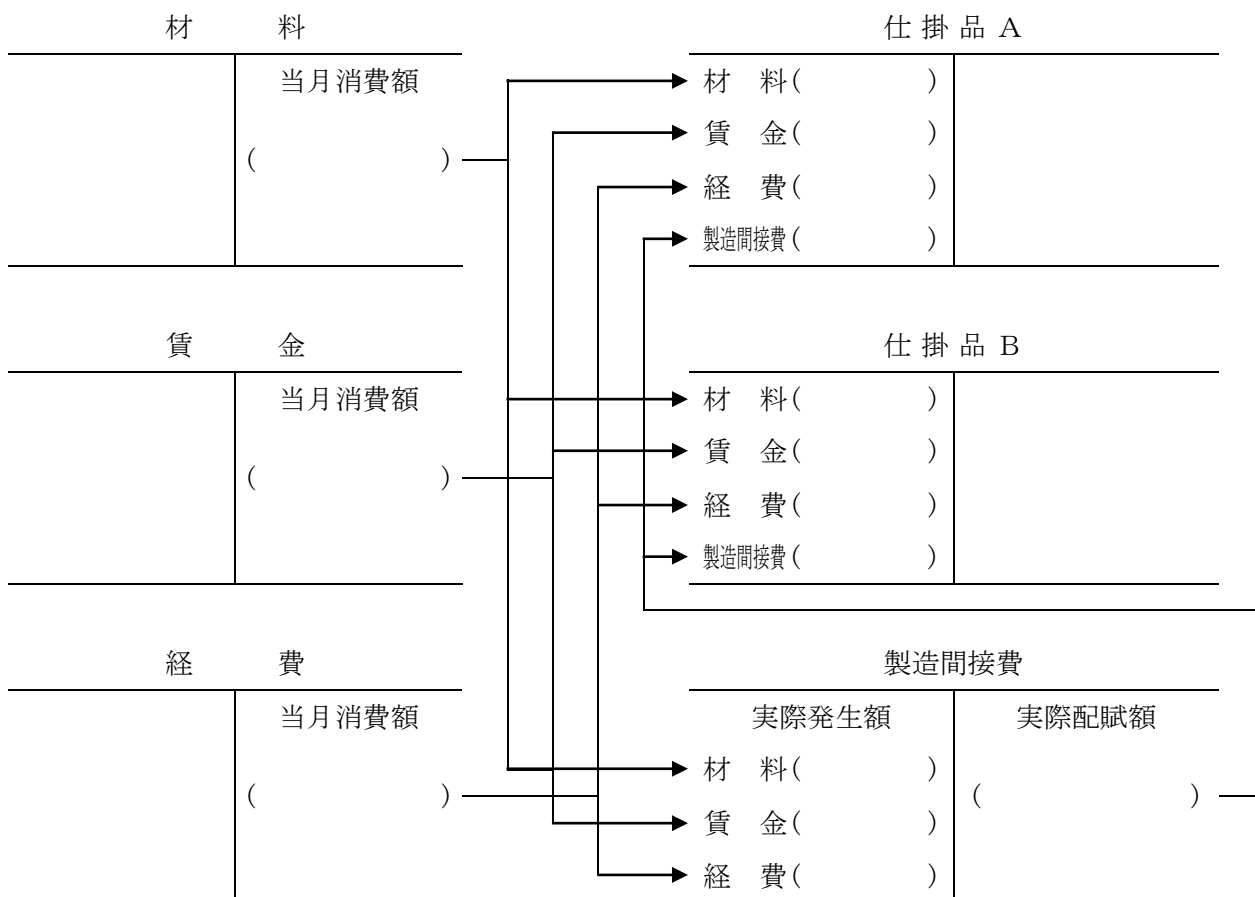 材 料
当月消費額
( )
仕掛品 A
材 料( )
賃 金( )
経 費( )
製造間接費( )
賃 金
当月消費額
( )
仕掛品 B
材 料( )
賃 金( )
経 費( )
製造間接費( )
経 費
当月消費額
( )
製造間接費
実際発生額
材 料( )
賃 金( )
経 費( )
実際配賦額
( )